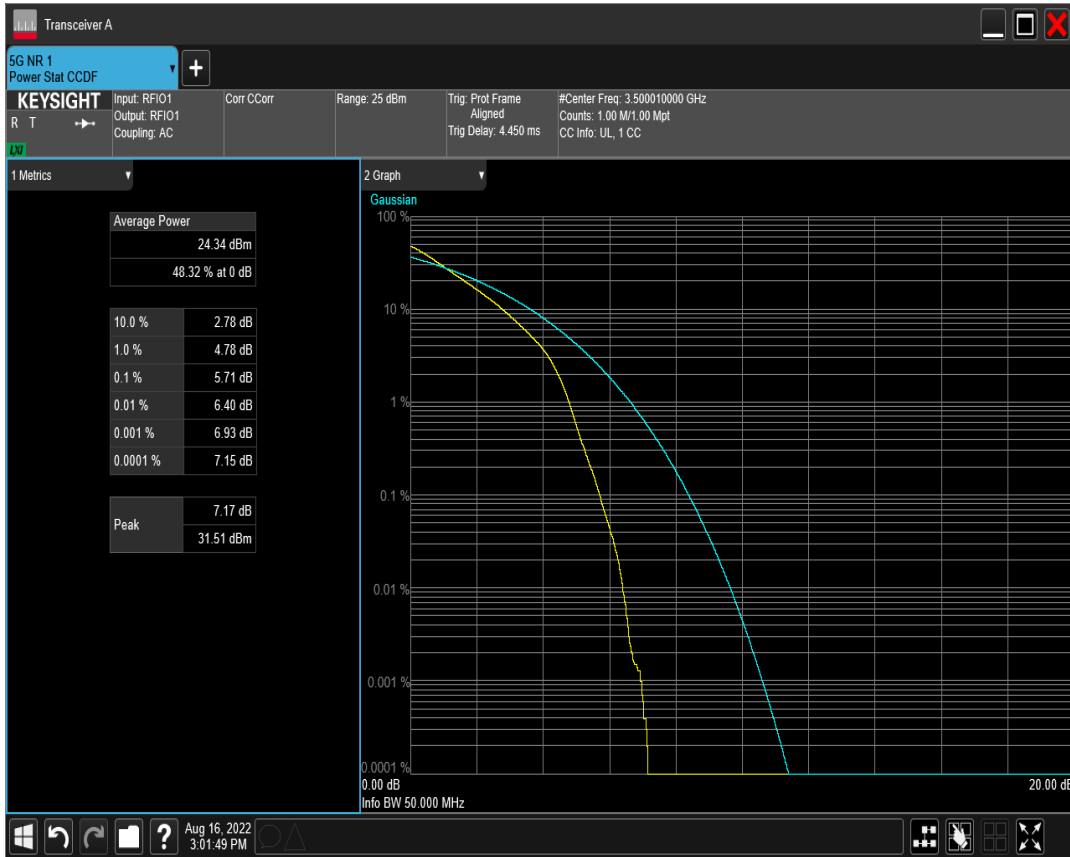 Transceiver A
5G NR 1
Power Stat CCDF
+
KEYSIGHT
R T
LXI
Input: RFIO1
Output: RFIO1
Coupling: AC
Corr CCorr
Range: 25 dBm
Trig: Prot Frame
Aligned
Trig Delay: 4.450 ms
#Center Freq: 3.500010000 GHz
Counts: 1.00 M/1.00 Mpt
CC Info: UL, 1 CC
1 Metrics
Average Power
24.34 dBm
48.32 % at 0 dB
10.0 % 2.78 dB
1.0 % 4.78 dB
0.1 % 5.71 dB
0.01 % 6.40 dB
0.001 % 6.93 dB
0.0001 % 7.15 dB
Peak 7.17 dB
31.51 dBm
2 Graph
Gaussian
100 %
10 %
1 %
0.1 %
0.01 %
0.001 %
0.0001 %
0.00 dB 20.00 dB
Info BW 50.000 MHz
?
Aug 16, 2022
3:01:49 PM